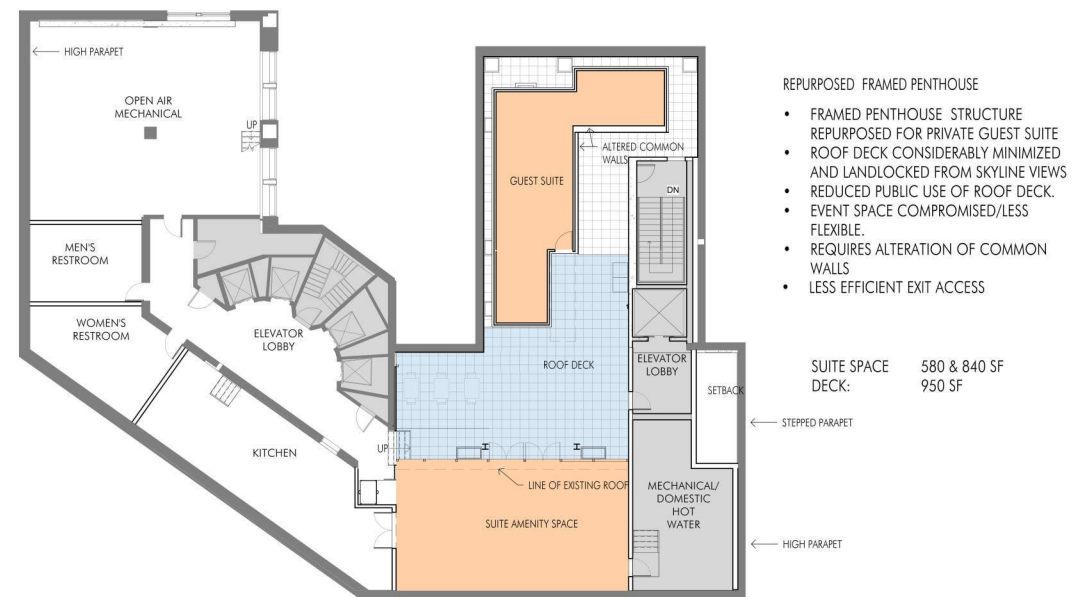 HIGH PARAPET
OPEN AIR
MECHANICAL
UP
MEN'S
RESTROOM
WOMEN'S
RESTROOM
ELEVATOR
LOBBY
KITCHEN
UP
GUEST SUITE
ALTERED COMMON
WALLS
DN
ROOF DECK
ELEVATOR
LOBBY
SETBACK
LINE OF EXISTING ROOF
SUITE AMENITY SPACE
MECHANICAL/
DOMESTIC
HOT
WATER
STEPPED PARAPET
HIGH PARAPET
REPURPOSED FRAMED PENTHOUSE
• FRAMED PENTHOUSE STRUCTURE
REPURPOSED FOR PRIVATE GUEST SUITE
• ROOF DECK CONSIDERABLY MINIMIZED
AND LANDLOCKED FROM SKYLINE VIEWS
• REDUCED PUBLIC USE OF ROOF DECK.
• EVENT SPACE COMPROMISED/LESS
FLEXIBLE.
• REQUIRES ALTERATION OF COMMON
WALLS
• LESS EFFICIENT EXIT ACCESS
SUITE SPACE 580 & 840 SF
DECK: 950 SF